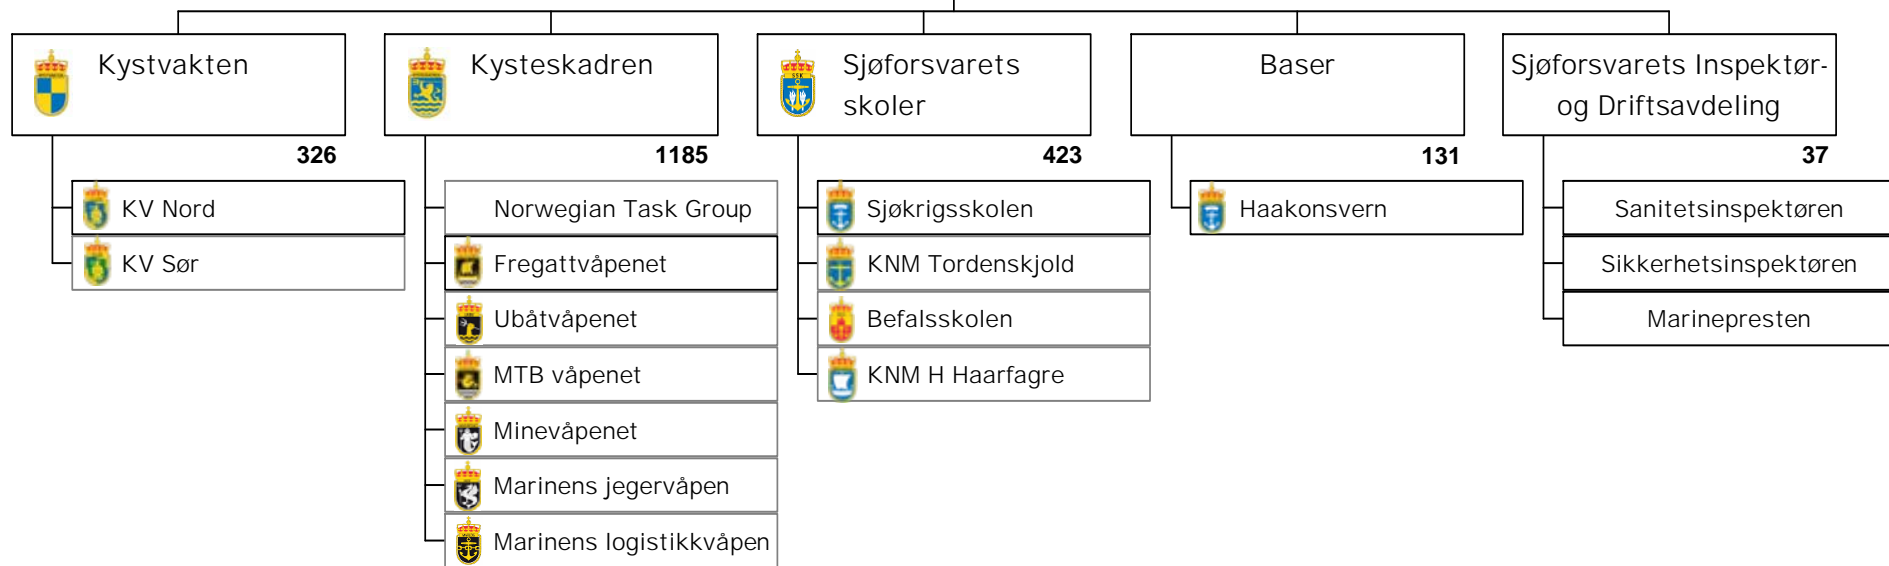 Kystvakten
326
KV Nord
KV Sør
Kysteskadren
1185
Norwegian Task Group
Fregattvåpenet
Ubåtvåpenet
MTB våpenet
Minevåpenet
Marinens jegervåpen
Marinens logistikkvåpen
Sjøforsvarets
skoler
423
Sjøkrigsskolen
KNM Tordenskjold
Befalsskolen
KNM H Haarfagre
Baser
131
Haakonsvern
Sjøforsvarets Inspektør-
og Driftsavdeling
37
Sanitetsinspektøren
Sikkerhetsinspektøren
Marinepresten